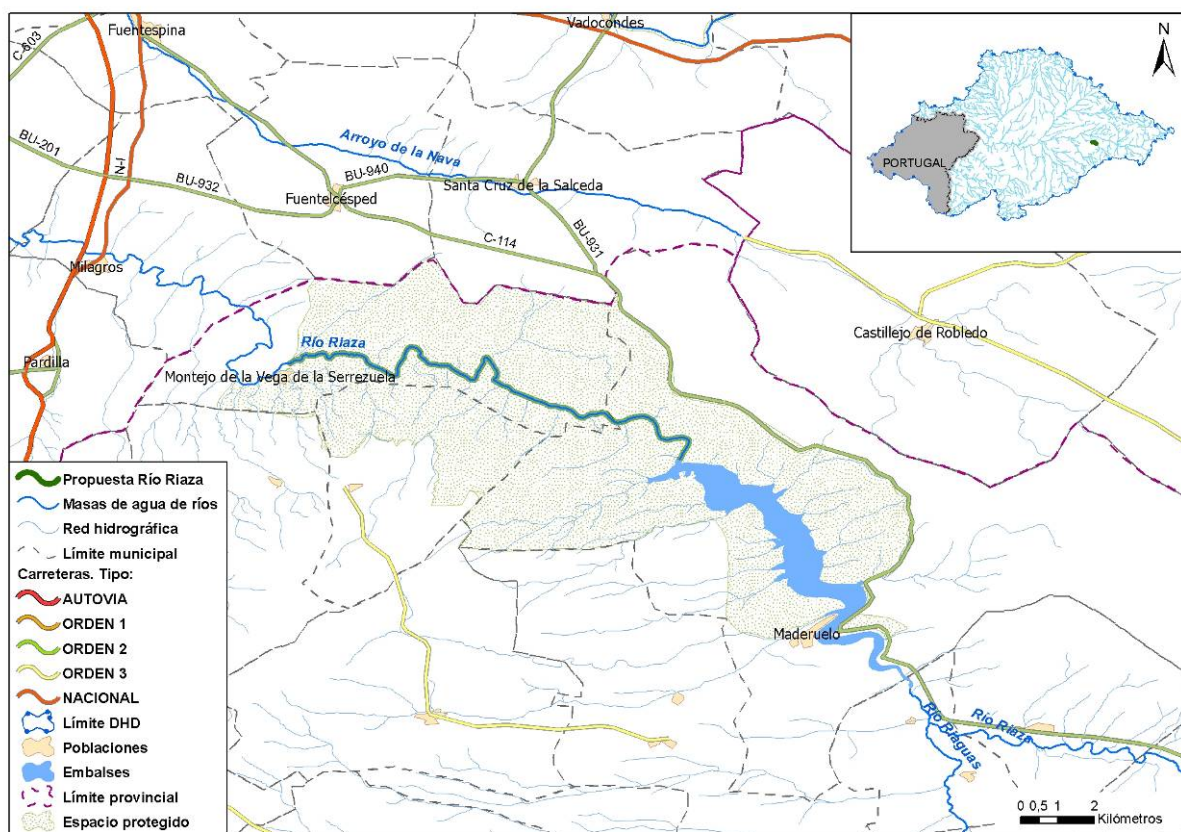 Fuentespina
Vadocondes
C-603
BU-201
N-I
BU-932
Arroyo de la Nava
BU-940
Fuentelcésped
Santa Cruz de la Salceda
C-114
BU-931
Milagros
Pardilla
Río Riaza
Montejo de la Vega de la Serrezuela
Castillejo de Robledo
Maderuelo
Río Riaguas
Río Riaza
N
PORTUGAL
Propuesta Río Riaza
Masas de agua de ríos
Red hidrográfica
Límite municipal
Carreteras. Tipo:
AUTOVIA
ORDEN 1
ORDEN 2
ORDEN 3
NACIONAL
Límite DHD
Poblaciones
Embalses
Límite provincial
Espacio protegido
0 0,5 1 2
Kilómetros